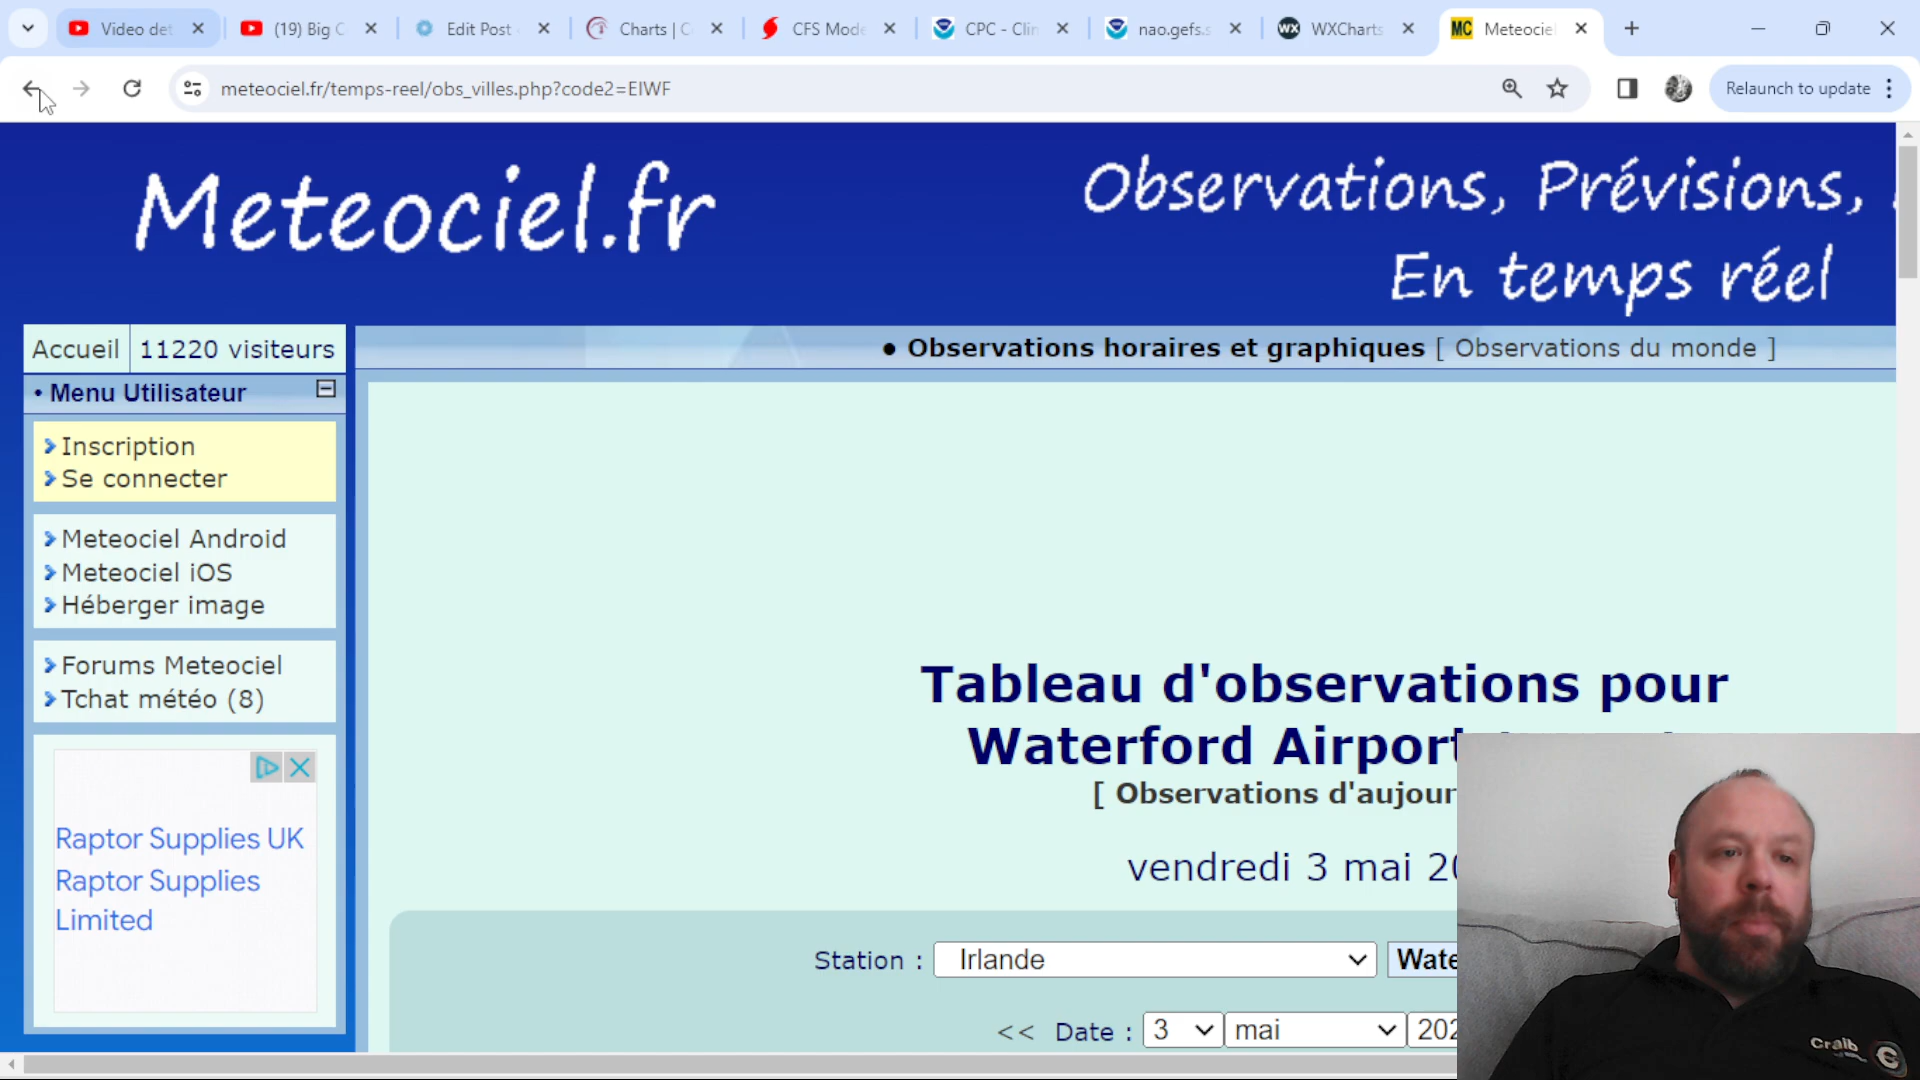 Video det
(19) Big C
Edit Post
Charts | C
CFS Mode
CPC - Clin
nao.gefs.s
WXCharts
MC Meteociel
meteociel.fr/temps-reel/obs_villes.php?code2=EIWF
Relaunch to update
Meteociel.fr
Observations, Prévisions,
En temps réel
Accueil
11220 visiteurs
• Observations horaires et graphiques [ Observations du monde ]
• Menu Utilisateur
Inscription
Se connecter
Meteociel Android
Meteociel iOS
Héberger image
Forums Meteociel
Tchat météo (8)
Raptor Supplies UK
Raptor Supplies
Limited
Tableau d'observations pour
Waterford Airport
[ Observations d'aujour
vendredi 3 mai 20
Station : Irlande Wate
<< Date : 3 mai 202
Craib